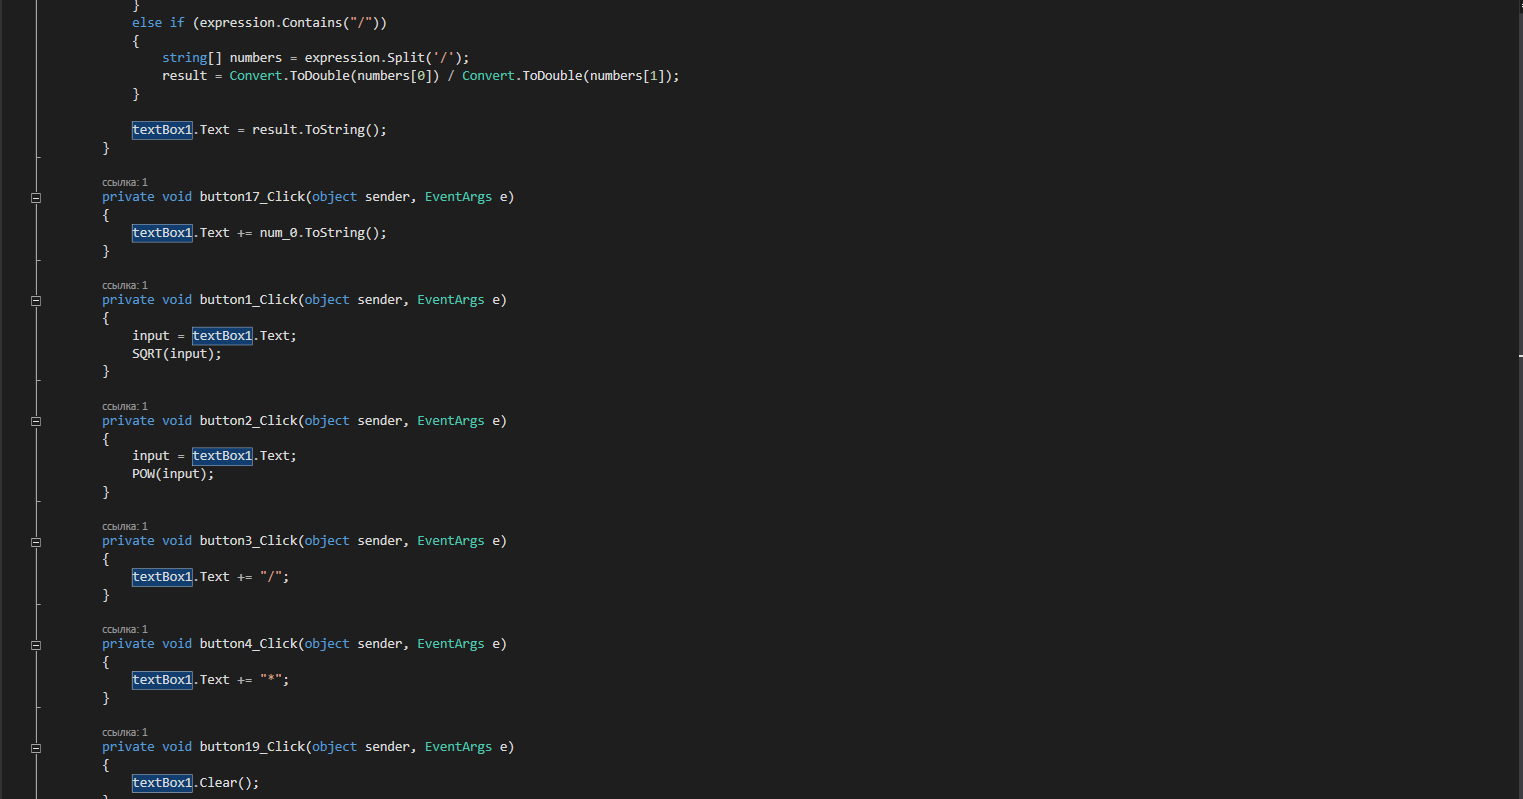 }
else if (expression.Contains("/"))
{
string[] numbers = expression.Split('/');
result = Convert.ToDouble(numbers[0]) / Convert.ToDouble(numbers[1]);
}
textBox1.Text = result.ToString();
}
ссылка: 1
private void button17_Click(object sender, EventArgs e)
{
textBox1.Text += num_0.ToString();
}
ссылка: 1
private void button1_Click(object sender, EventArgs e)
{
input = textBox1.Text;
SQRT(input);
}
ссылка: 1
private void button2_Click(object sender, EventArgs e)
{
input = textBox1.Text;
POW(input);
}
ссылка: 1
private void button3_Click(object sender, EventArgs e)
{
textBox1.Text += "/";
}
ссылка: 1
private void button4_Click(object sender, EventArgs e)
{
textBox1.Text += "*";
}
ссылка: 1
private void button19_Click(object sender, EventArgs e)
{
textBox1.Clear();
}